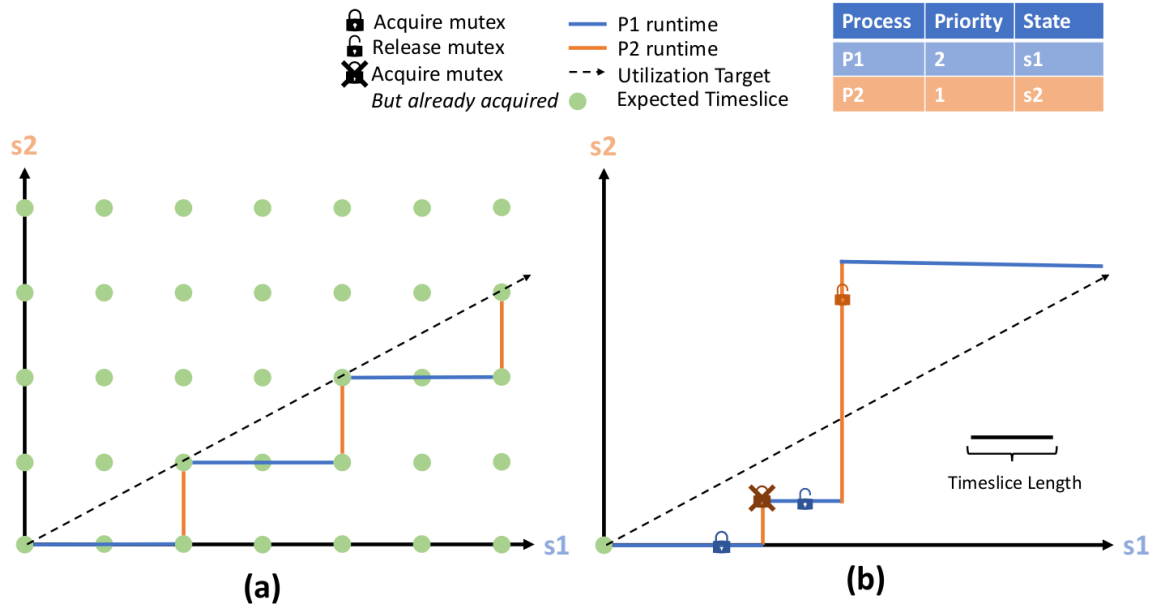 Acquire mutex
Release mutex
Acquire mutex
But already acquired
P1 runtime
P2 runtime
Utilization Target
Expected Timeslice
Process Priority State
P1 2 s1
P2 1 s2
s2
s1
(a)
s2
Timeslice Length
s1
(b)